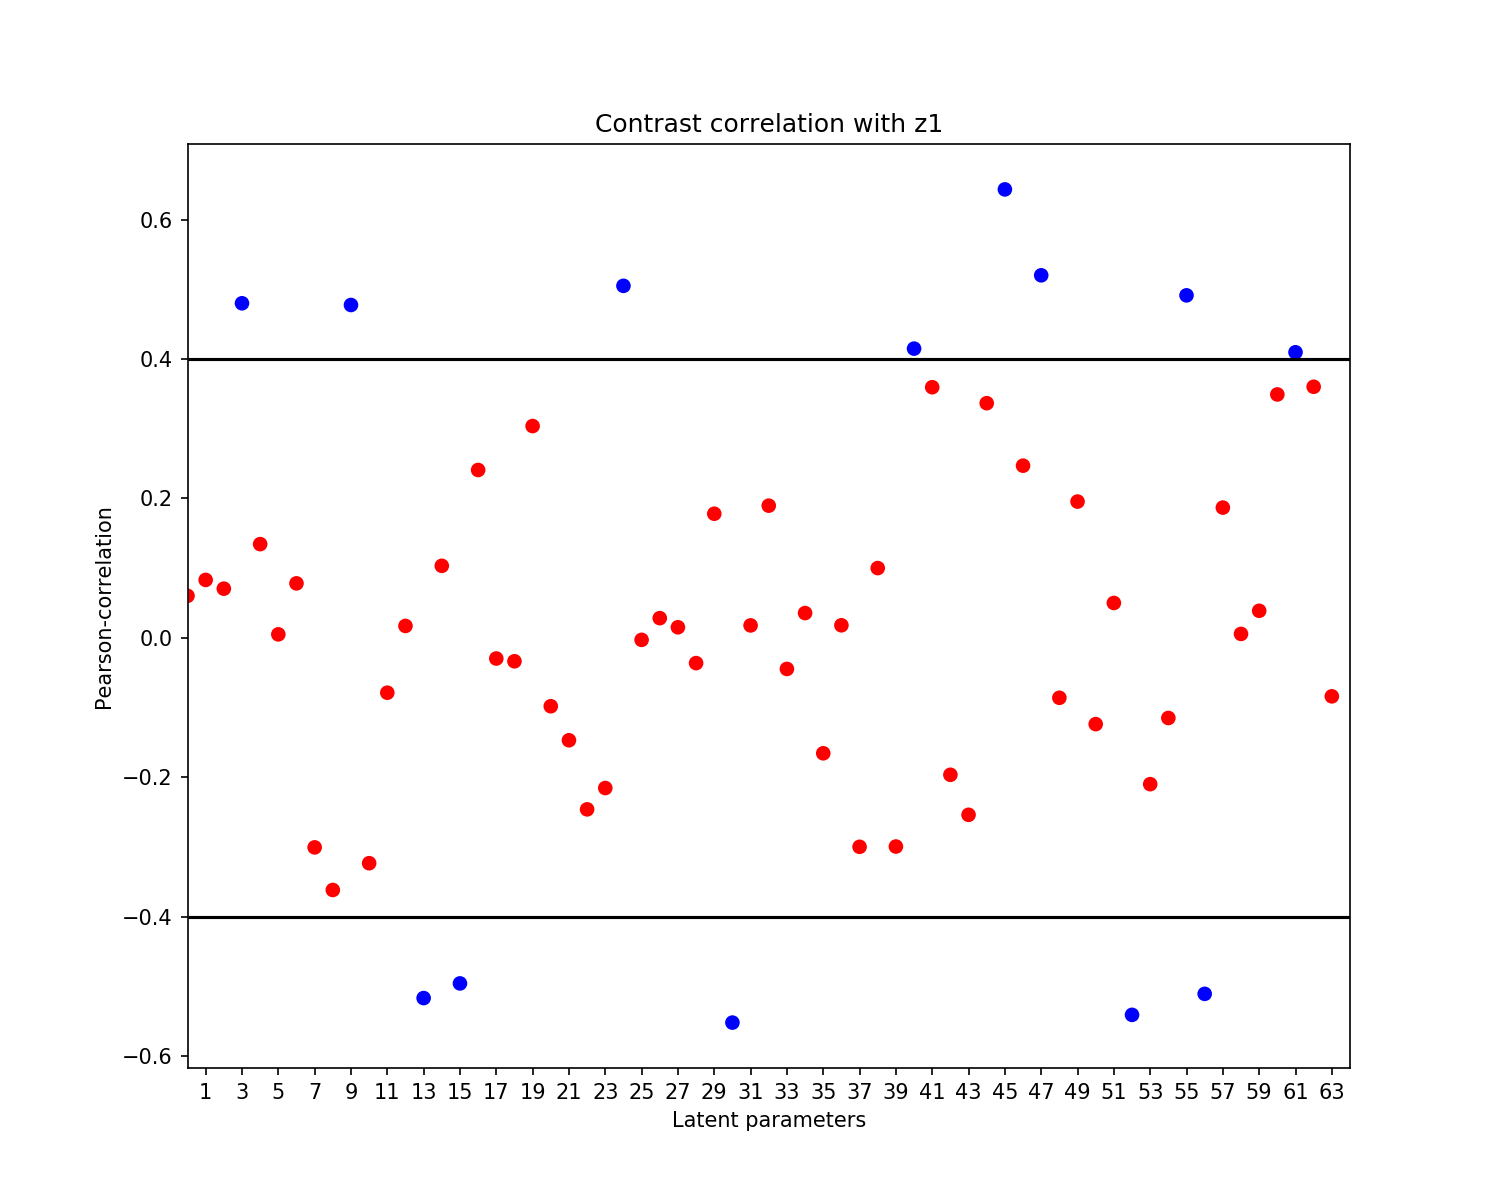 Contrast correlation with z1
0.6
0.4
0.2
0.0
−0.2
−0.4
−0.6
Pearson-correlation
1 3 5 7 9 11 13 15 17 19 21 23 25 27 29 31 33 35 37 39 41 43 45 47 49 51 53 55 57 59 61 63
Latent parameters